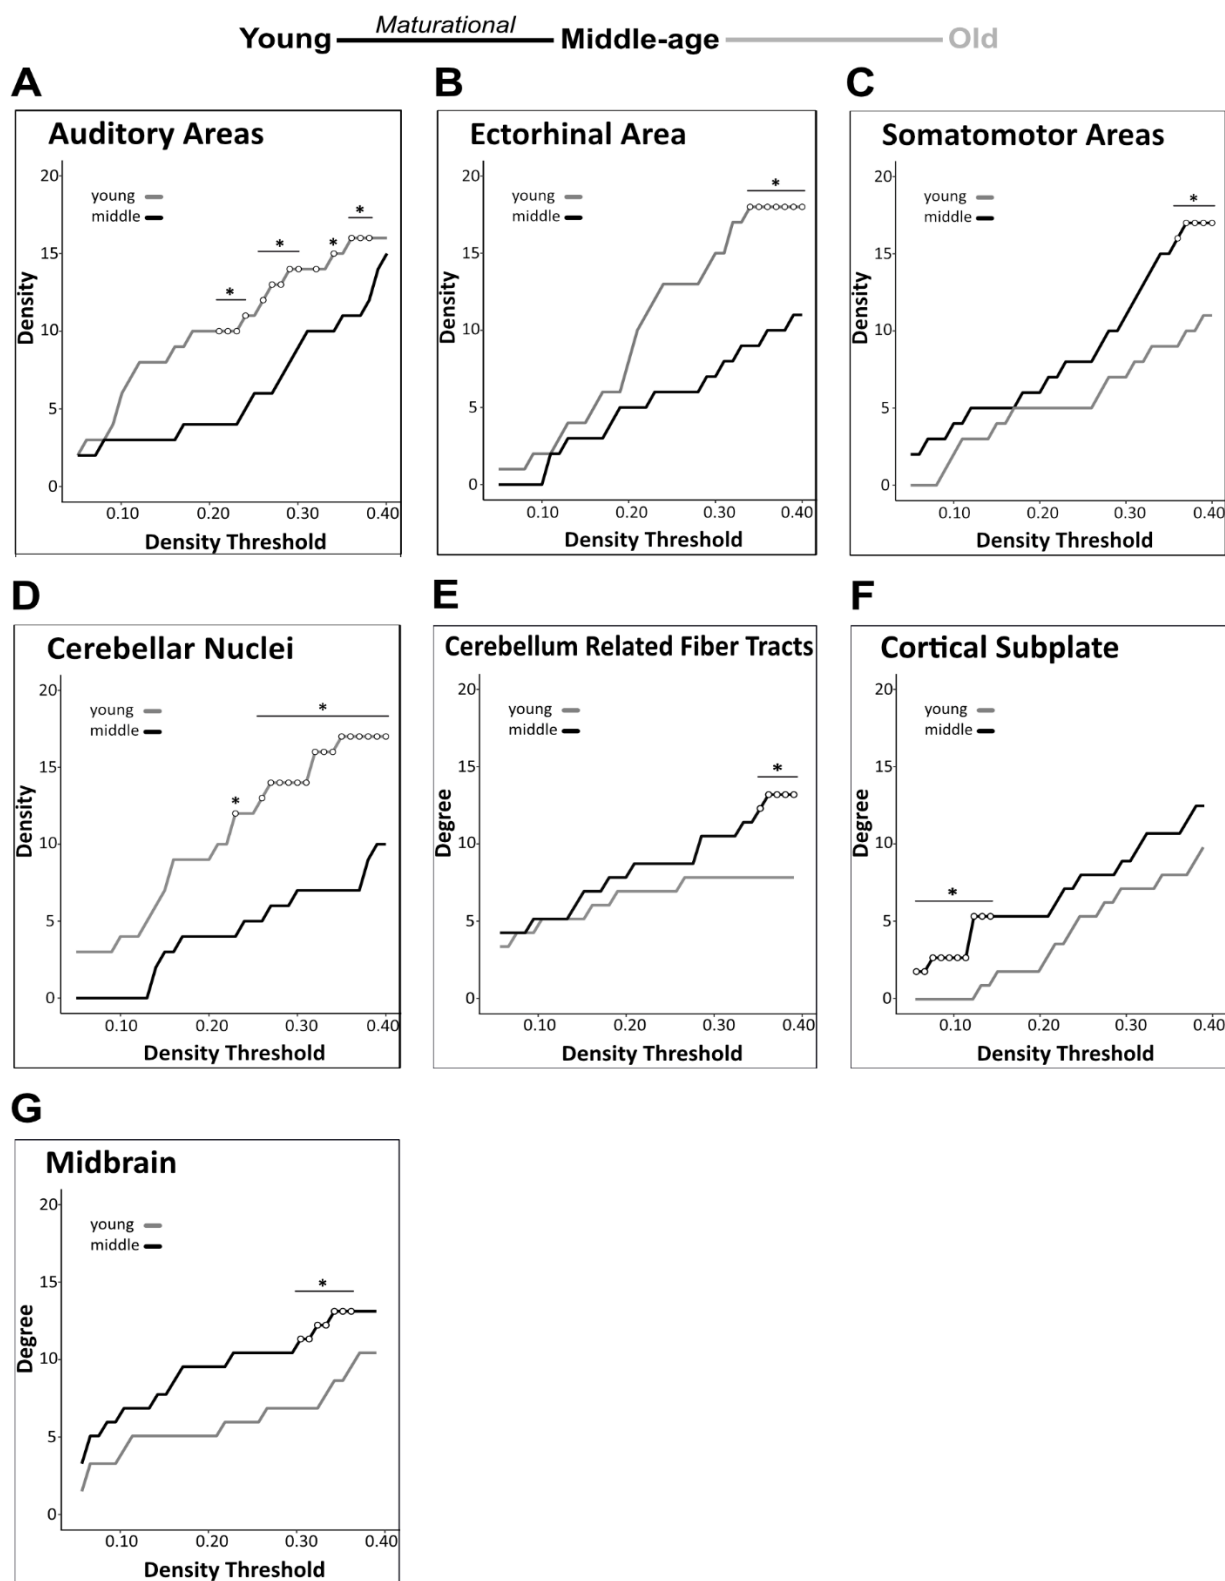 Maturational
Young Middle-age Old
A
Auditory Areas
20
15
10
5
0
Density
young
middle
*
*
*
*
0.10 0.20 0.30 0.40
Density Threshold
B
Ectorhinal Area
20
15
10
5
0
Density
young
middle
*
0.10 0.20 0.30 0.40
Density Threshold
C
Somatomotor Areas
20
15
10
5
0
Density
young
middle
*
0.10 0.20 0.30 0.40
Density Threshold
D
Cerebellar Nuclei
20
15
10
5
0
Density
young
middle
*
*
0.10 0.20 0.30 0.40
Density Threshold
E
Cerebellum Related Fiber Tracts
20
15
10
5
0
Degree
young
middle
*
0.10 0.20 0.30 0.40
Density Threshold
F
Cortical Subplate
20
15
10
5
0
Degree
young
middle
*
0.10 0.20 0.30 0.40
Density Threshold
G
Midbrain
20
15
10
5
0
Degree
young
middle
*
0.10 0.20 0.30 0.40
Density Threshold